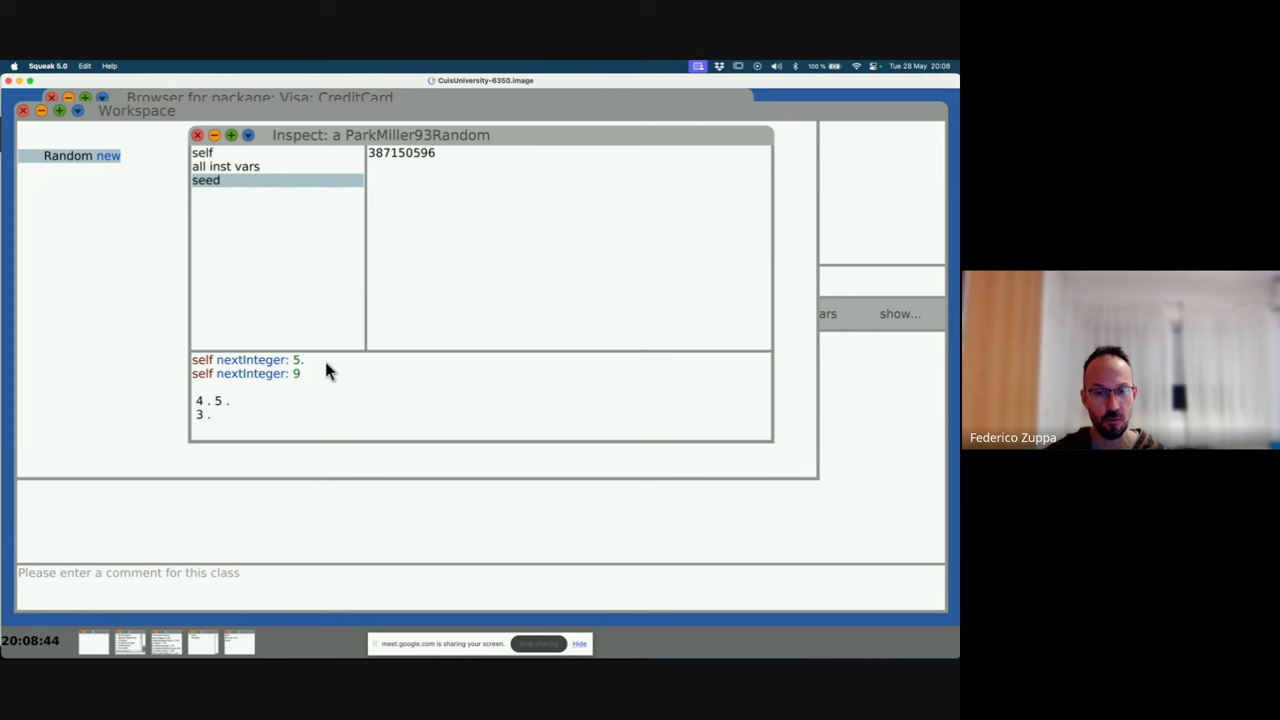 Squeak 5.0 Edit Help 100 % Tue 28 May 20:08
CuisUniversity-6350.image
Browser for package: Visa: CreditCard
Workspace
Inspect: a ParkMiller93Random
Random new
self
all inst vars
seed
387150596
ars show...
self nextInteger: 5.
self nextInteger: 9
4 . 5 .
3 .
Federico Zuppa
Please enter a comment for this class
20:08:44
meet.google.com is sharing your screen. Stop sharing Hide